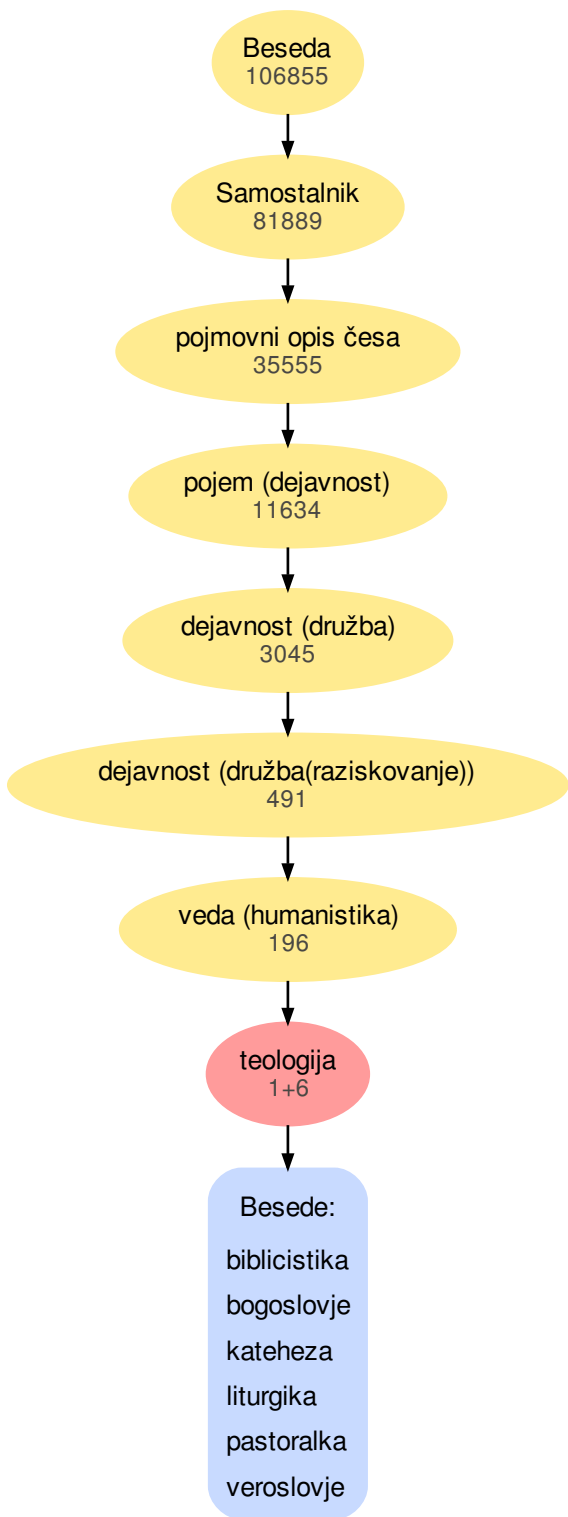 Beseda
106855
Samostalnik
81889
pojmovni opis česa
35555
pojem (dejavnost)
11634
dejavnost (družba)
3045
dejavnost (družba(raziskovanje))
491
veda (humanistika)
196
teologija
1+6
Besede:
biblicistika
bogoslovje
kateheza
liturgika
pastoralka
veroslovje